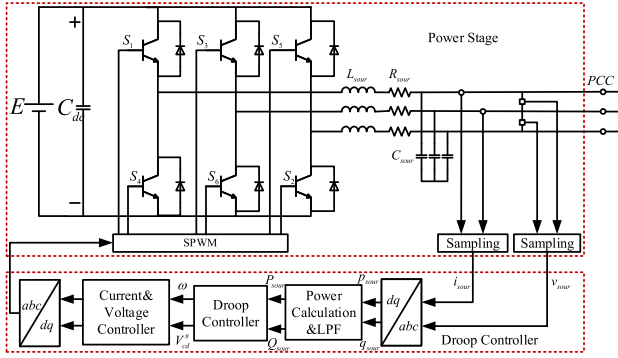 Power Stage
S1 S3 S5
Lsour Rsour
PCC
E
+
Cdc
−
Csour
S4 S6 S2
SPWM
Sampling Sampling
isour vsour
abc
dq
Current&
Voltage
Controller
ω
V*cd
Droop
Controller
Psour
Qsour
Power
Calculation
&LPF
psour
qsour
dq
abc
Droop Controller